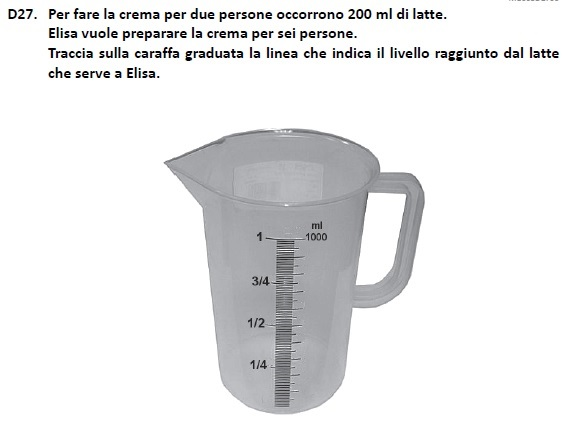 D27. Per fare la crema per due persone occorrono 200 ml di latte.
Elisa vuole preparare la crema per sei persone.
Traccia sulla caraffa graduata la linea che indica il livello raggiunto dal latte
che serve a Elisa.
ml
1 1000
3/4
1/2
1/4